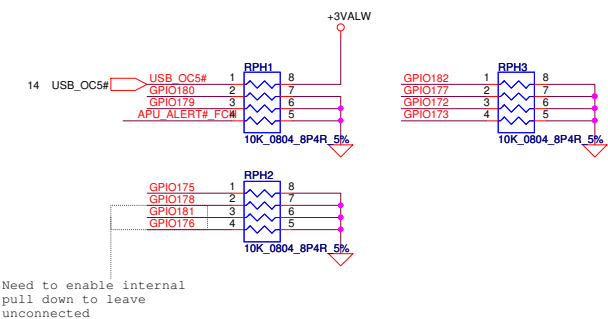 +3VALW
RPH1
RPH3
14 USB_OC5# USB_OC5# 1 8
GPIO180 2 7
GPIO179 3 6
APU_ALERT#_FCH 4 5
10K_0804_8P4R_5%
GPIO182 1 8
GPIO177 2 7
GPIO172 3 6
GPIO173 4 5
10K_0804_8P4R_5%
RPH2
GPIO175 1 8
GPIO178 2 7
GPIO181 3 6
GPIO176 4 5
10K_0804_8P4R_5%
Need to enable internal
pull down to leave
unconnected